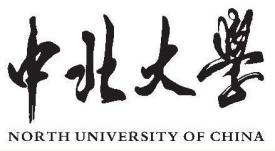 中北大學
NORTH UNIVERSITY OF CHINA